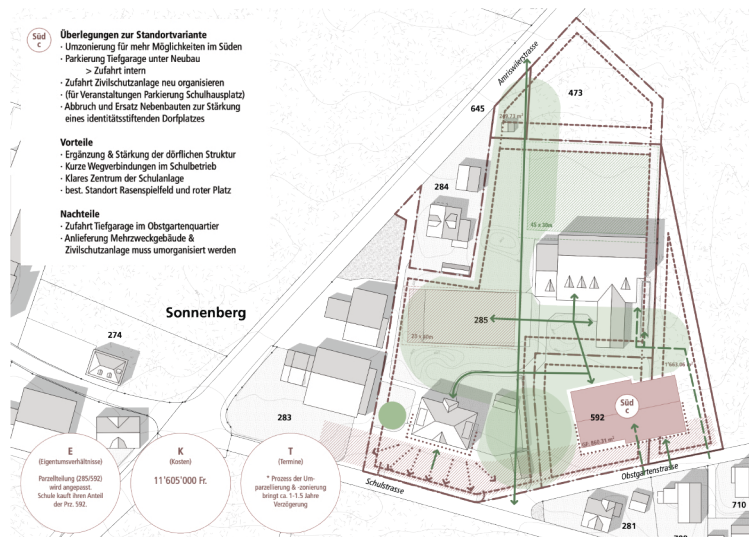 Süd
c
Überlegungen zur Standortvariante
· Umzonierung für mehr Möglichkeiten im Süden
· Parkierung Tiefgarage unter Neubau
> Zufahrt intern
· Zufahrt Zivilschutzanlage neu organisieren
· (für Veranstaltungen Parkierung Schulhausplatz)
· Abbruch und Ersatz Nebenbauten zur Stärkung
eines identitätsstiftenden Dorfplatzes
Vorteile
· Ergänzung & Stärkung der dörflichen Struktur
· Kurze Wegverbindungen im Schulbetrieb
· Klares Zentrum der Schulanlage
· best. Standort Rasenspielfeld und roter Platz
Nachteile
· Zufahrt Tiefgarage im Obstgartenquartier
· Anlieferung Mehrzweckgebäude &
Zivilschutzanlage muss umorganisiert werden
Amriswilerstrasse
473
645
284
45 x 30m
Sonnenberg
285
274
283
592
Süd
c
Obstgartenstrasse
Schulstrasse
281
710
E
(Eigentumsverhältnisse)
Parzellteilung (285/592)
wird angepasst.
Schule kauft ihren Anteil
der Prz. 592.
K
(Kosten)
11'605'000 Fr.
T
(Termine)
* Prozess der Um-
parzellierung & -zonierung
bringt ca. 1-1.5 Jahre
Verzögerung